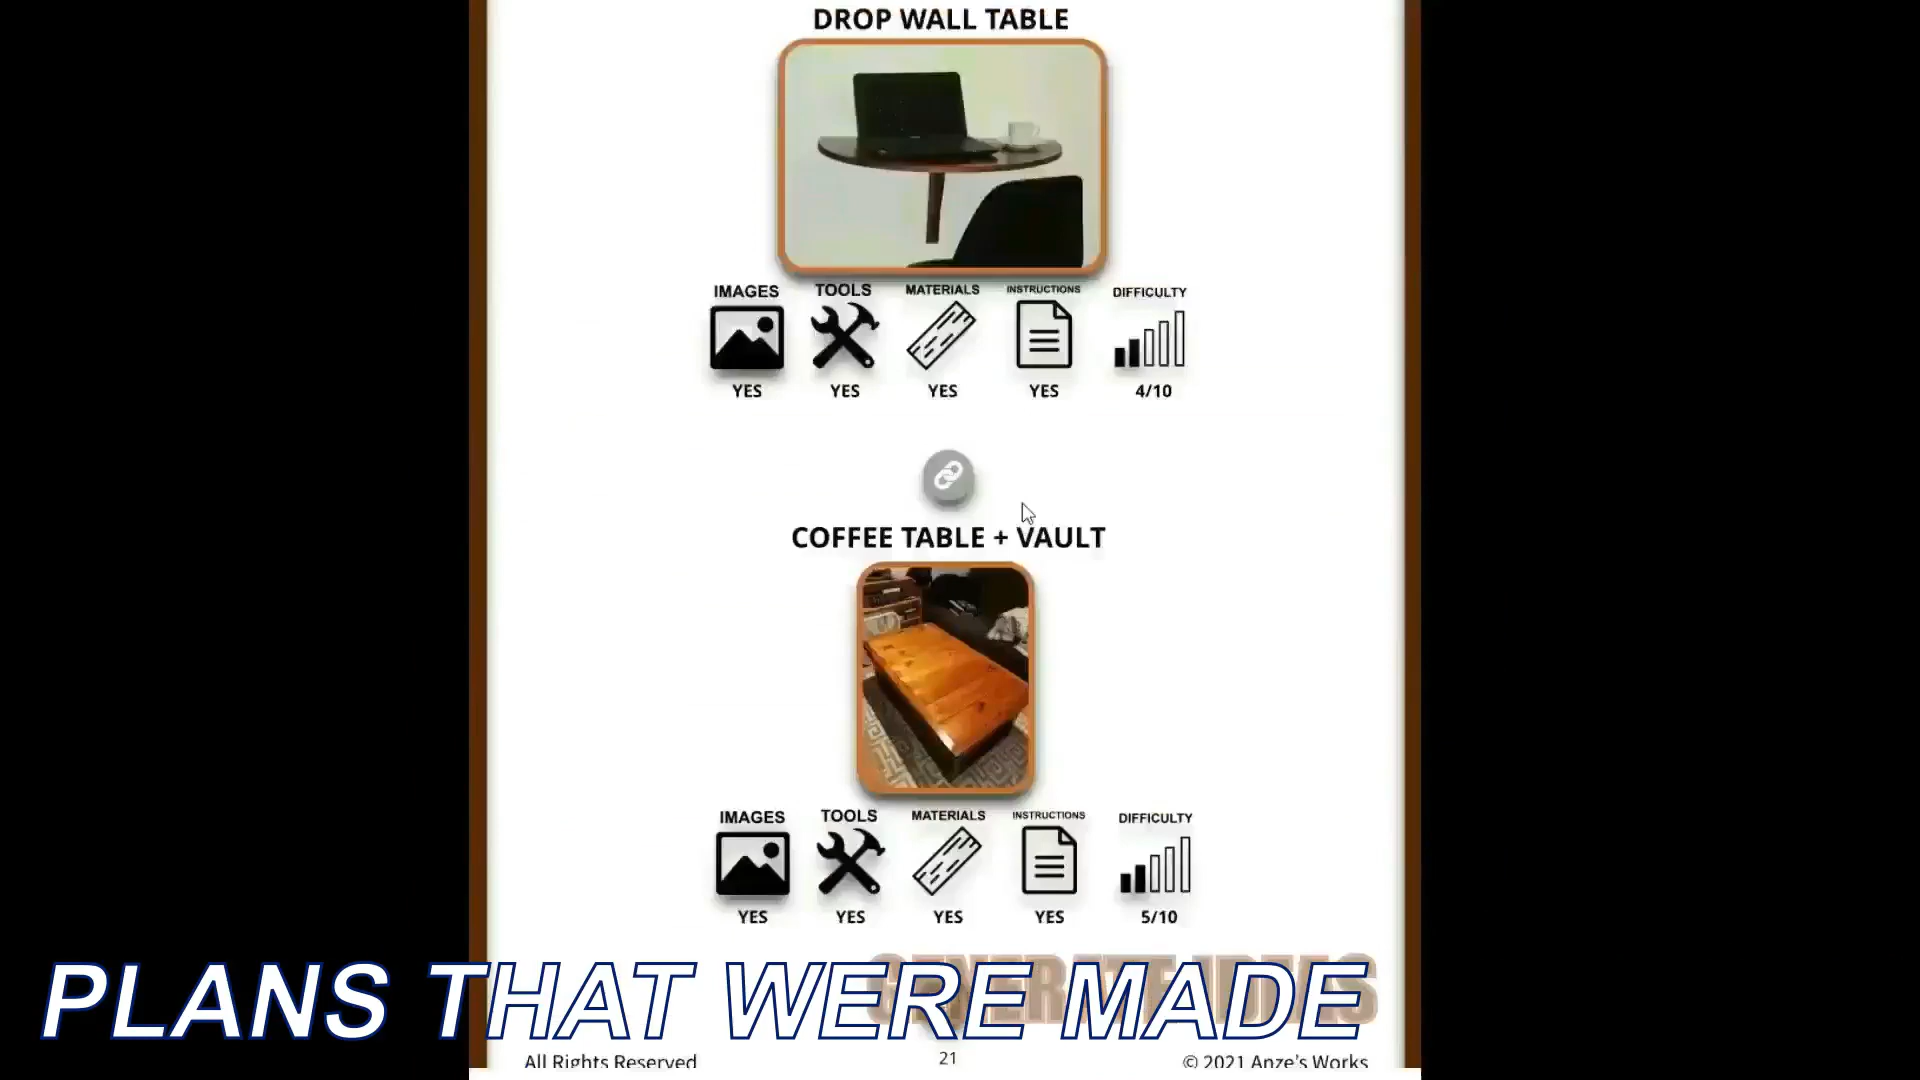 DROP WALL TABLE
IMAGES TOOLS MATERIALS INSTRUCTIONS DIFFICULTY
YES YES YES YES 4/10
COFFEE TABLE + VAULT
IMAGES TOOLS MATERIALS INSTRUCTIONS DIFFICULTY
YES YES YES YES 5/10
GENERATE IDEAS
PLANS THAT WERE MADE
All Rights Reserved 21 © 2021 Anze's Works